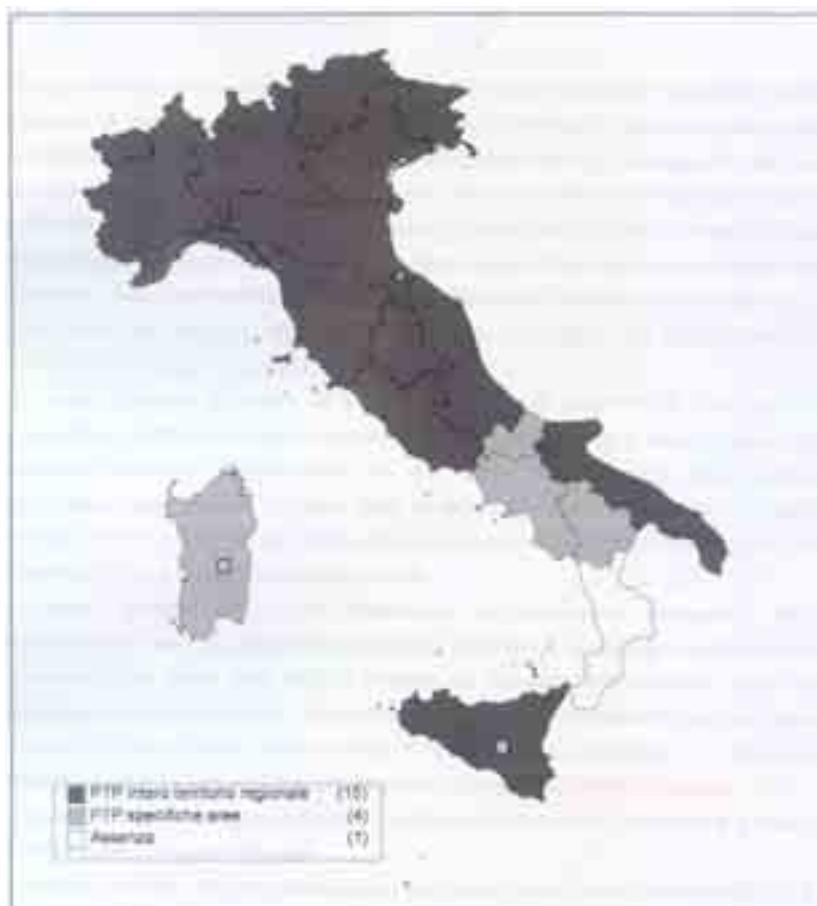 PTP intero territorio regionale (15)
PTP specifiche aree (4)
Assenza (1)